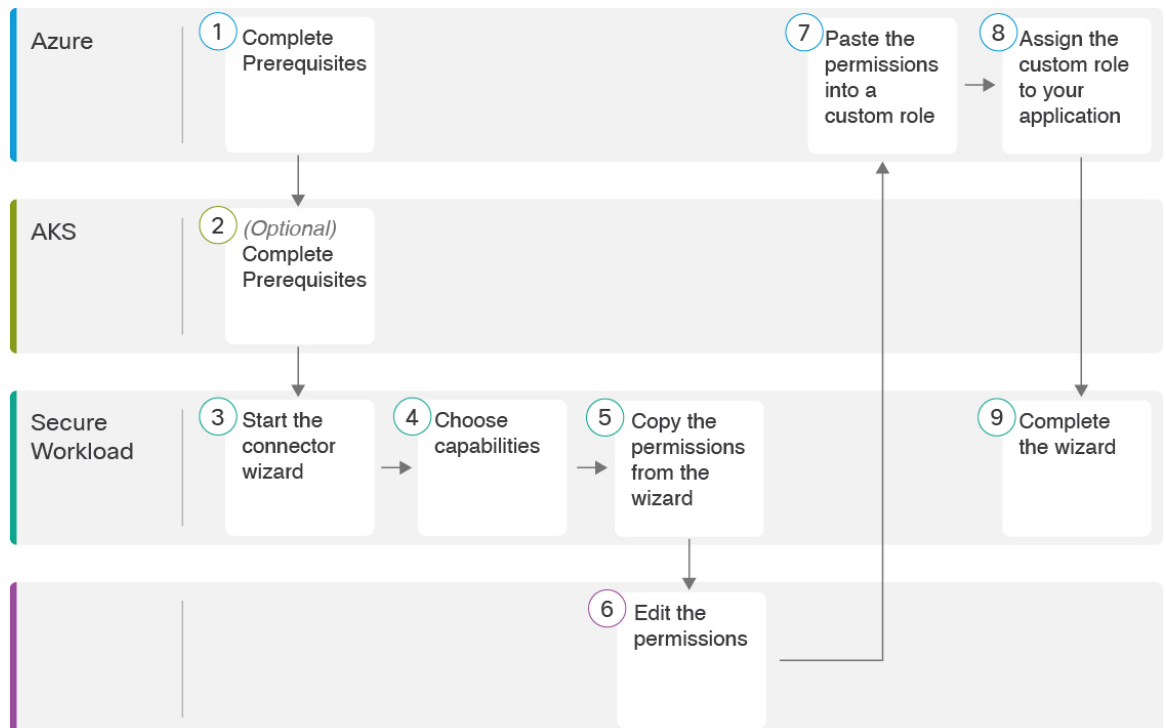 Azure
1
Complete
Prerequisites
7
Paste the
permissions
into a
custom role
8
Assign the
custom role
to your
application
AKS
2
(Optional)
Complete
Prerequisites
Secure
Workload
3
Start the
connector
wizard
4
Choose
capabilities
5
Copy the
permissions
from the
wizard
9
Complete
the wizard
6
Edit the
permissions